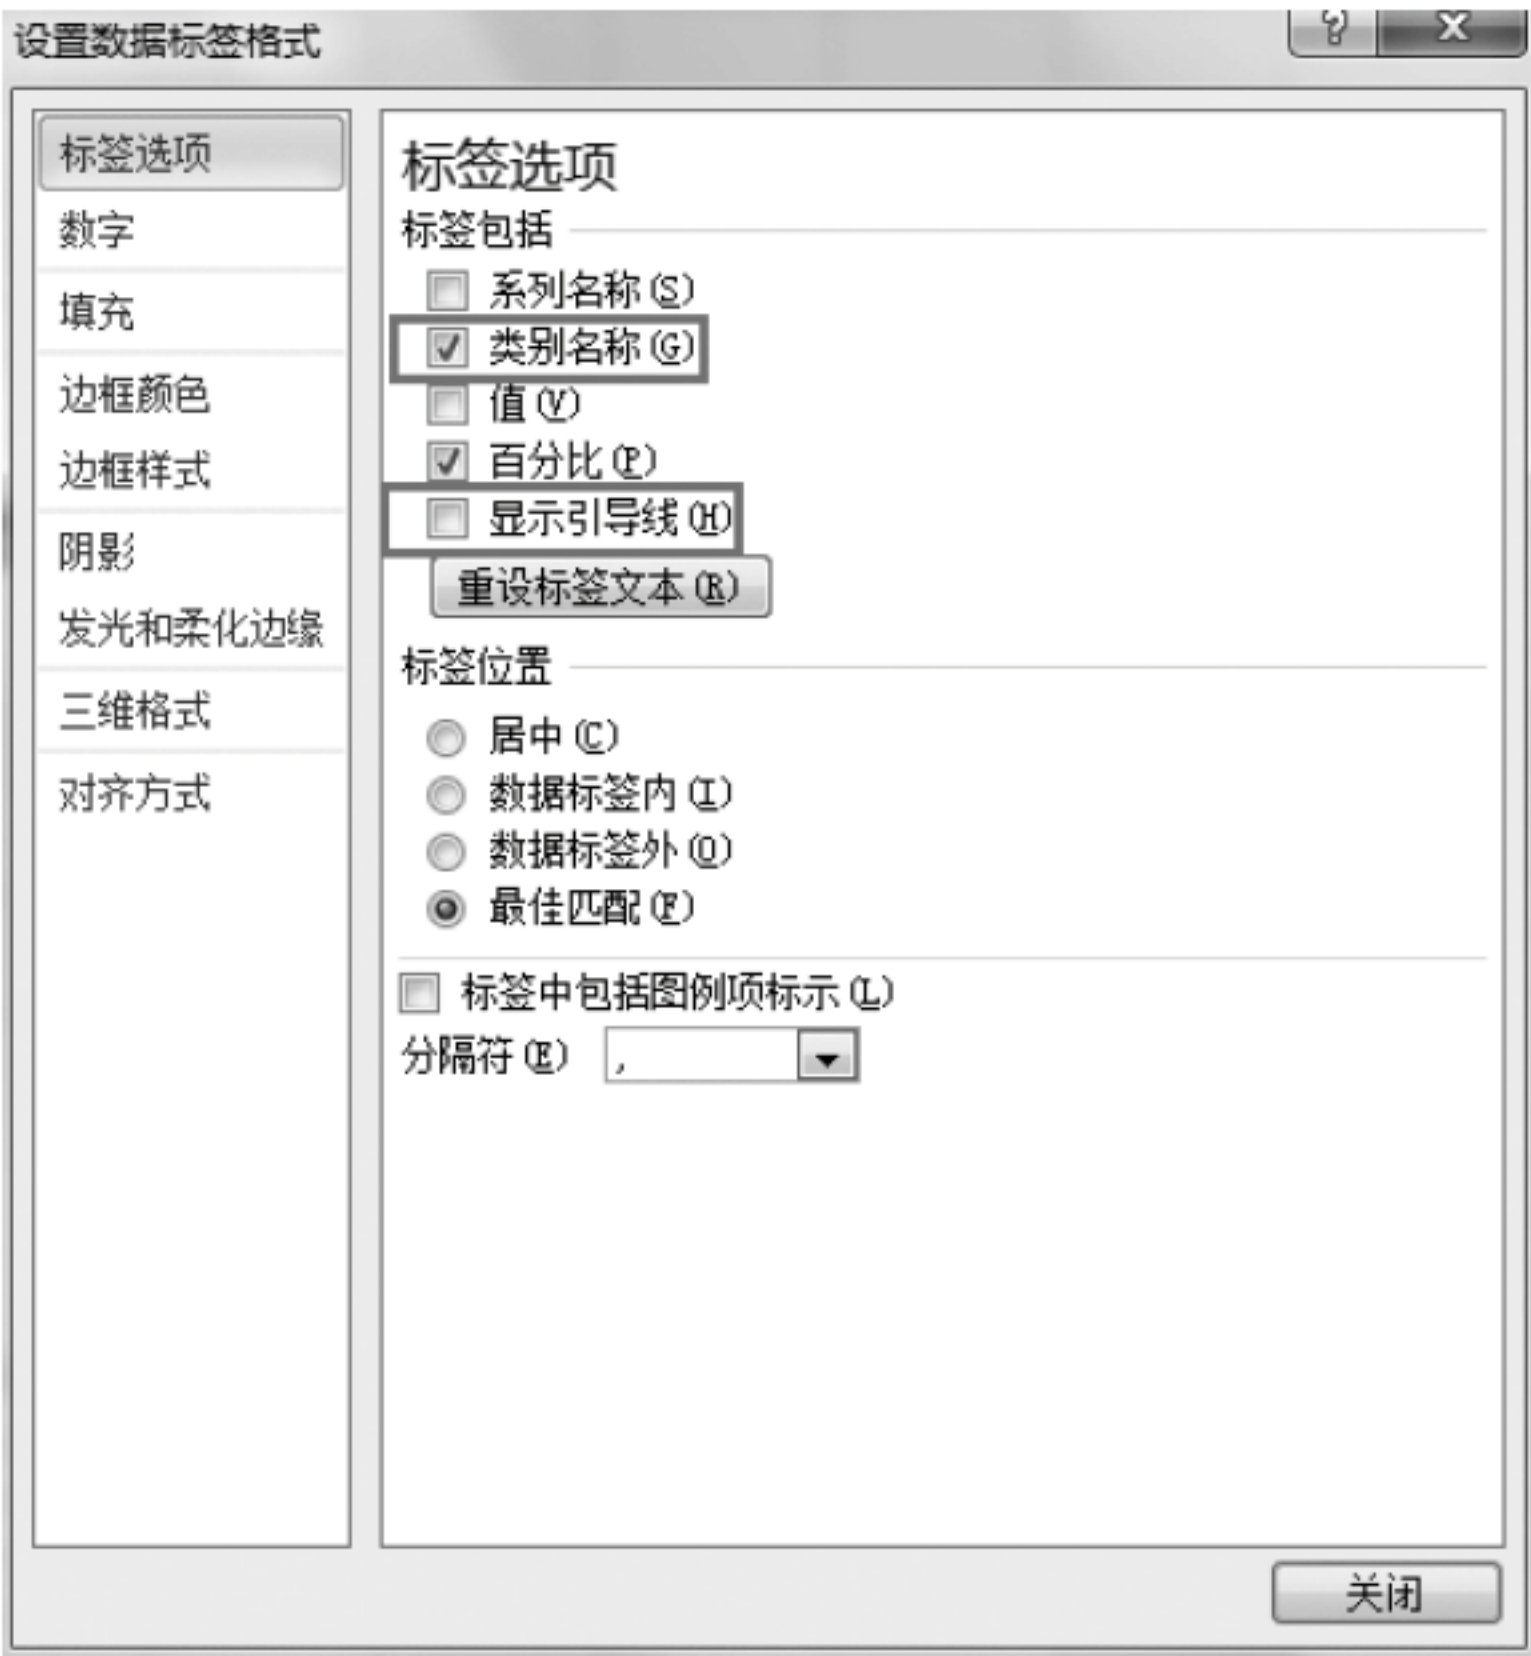 设置数据标签格式
标签选项
数字
填充
边框颜色
边框样式
阴影
发光和柔化边缘
三维格式
对齐方式
标签选项
标签包括
系列名称(S)
类别名称(G)
值(V)
百分比(P)
显示引导线(H)
重设标签文本(R)
标签位置
居中(C)
数据标签内(I)
数据标签外(O)
最佳匹配(F)
标签中包括图例项标示(L)
分隔符(E) ,
关闭